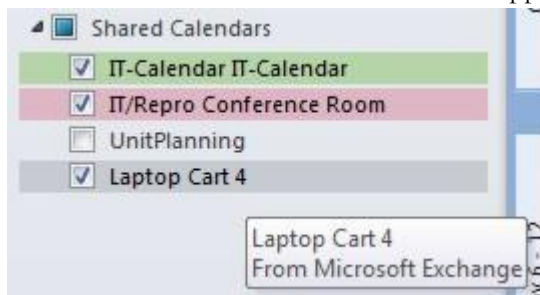 Shared Calendars
IT-Calendar IT-Calendar
IT/Repro Conference Room
UnitPlanning
Laptop Cart 4
Laptop Cart 4
From Microsoft Exchange